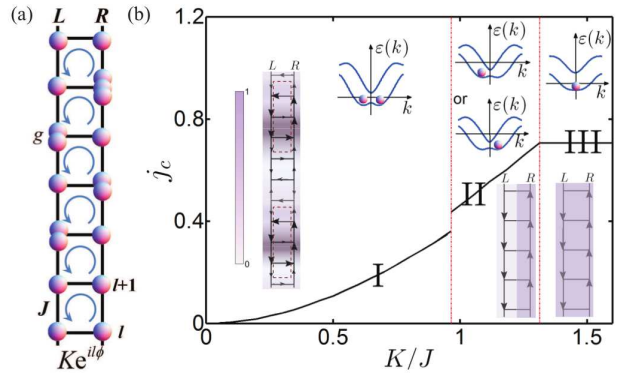 (a)
L R
g
J
l+1
l
Ke^{ilϕ}
(b)
j_c
1.2
0.8
0.4
0
0.5
1
1.5
K/J
1
0
L R
ε(k)
k
ε(k)
k
or
ε(k)
k
ε(k)
k
I
II
III
L R
L R